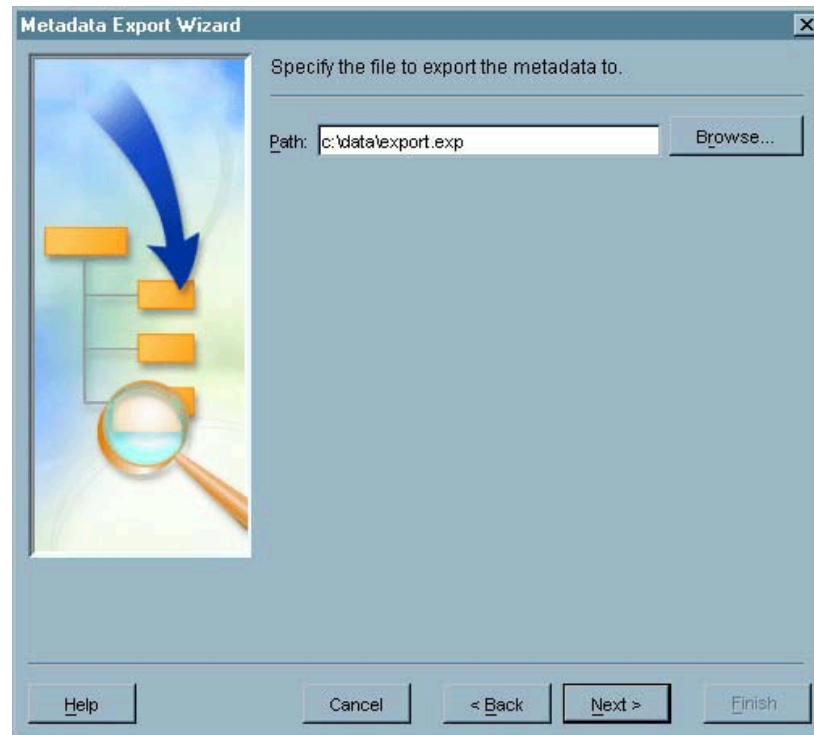 Metadata Export Wizard
Specify the file to export the metadata to.
Path: c:\data\export.exp Browse...
Help Cancel < Back Next > Finish